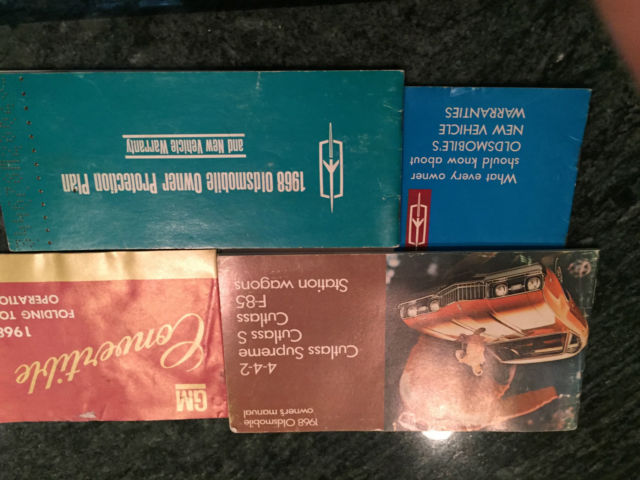 1968 Oldsmobile Owner Protection Plan
and New Vehicle Warranty
What every owner
should know about
OLDSMOBILE'S
NEW VEHICLE
WARRANTIES
GM
Convertible
1968
FOLDING TO
OPERATIO
1968 Oldsmobile
owner's manual
4-4-2
Cutlass Supreme
Cutlass S
Cutlass
F-85
Station wagons